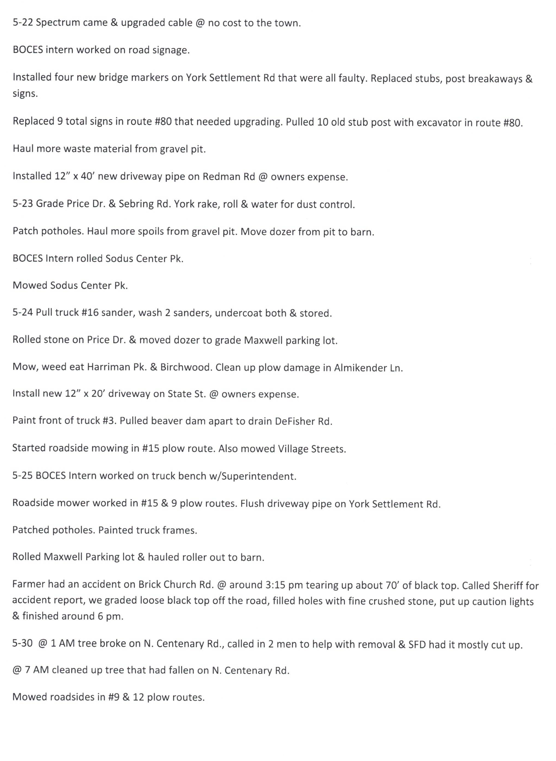 5-22 Spectrum came & upgraded cable @ no cost to the town.
BOCES intern worked on road signage.
Installed four new bridge markers on York Settlement Rd that were all faulty. Replaced stubs, post breakaways &
signs.
Replaced 9 total signs in route #80 that needed upgrading. Pulled 10 old stub post with excavator in route #80.
Haul more waste material from gravel pit.
Installed 12” x 40’ new driveway pipe on Redman Rd @ owners expense.
5-23 Grade Price Dr. & Sebring Rd. York rake, roll & water for dust control.
Patch potholes. Haul more spoils from gravel pit. Move dozer from pit to barn.
BOCES Intern rolled Sodus Center Pk.
Mowed Sodus Center Pk.
5-24 Pull truck #16 sander, wash 2 sanders, undercoat both & stored.
Rolled stone on Price Dr. & moved dozer to grade Maxwell parking lot.
Mow, weed eat Harriman Pk. & Birchwood. Clean up plow damage in Almikender Ln.
Install new 12” x 20’ driveway on State St. @ owners expense.
Paint front of truck #3. Pulled beaver dam apart to drain DeFisher Rd.
Started roadside mowing in #15 plow route. Also mowed Village Streets.
5-25 BOCES Intern worked on truck bench w/Superintendent.
Roadside mower worked in #15 & 9 plow routes. Flush driveway pipe on York Settlement Rd.
Patched potholes. Painted truck frames.
Rolled Maxwell Parking lot & hauled roller out to barn.
Farmer had an accident on Brick Church Rd. @ around 3:15 pm tearing up about 70’ of black top. Called Sheriff for
accident report, we graded loose black top off the road, filled holes with fine crushed stone, put up caution lights
& finished around 6 pm.
5-30 @ 1 AM tree broke on N. Centenary Rd., called in 2 men to help with removal & SFD had it mostly cut up.
@ 7 AM cleaned up tree that had fallen on N. Centenary Rd.
Mowed roadsides in #9 & 12 plow routes.